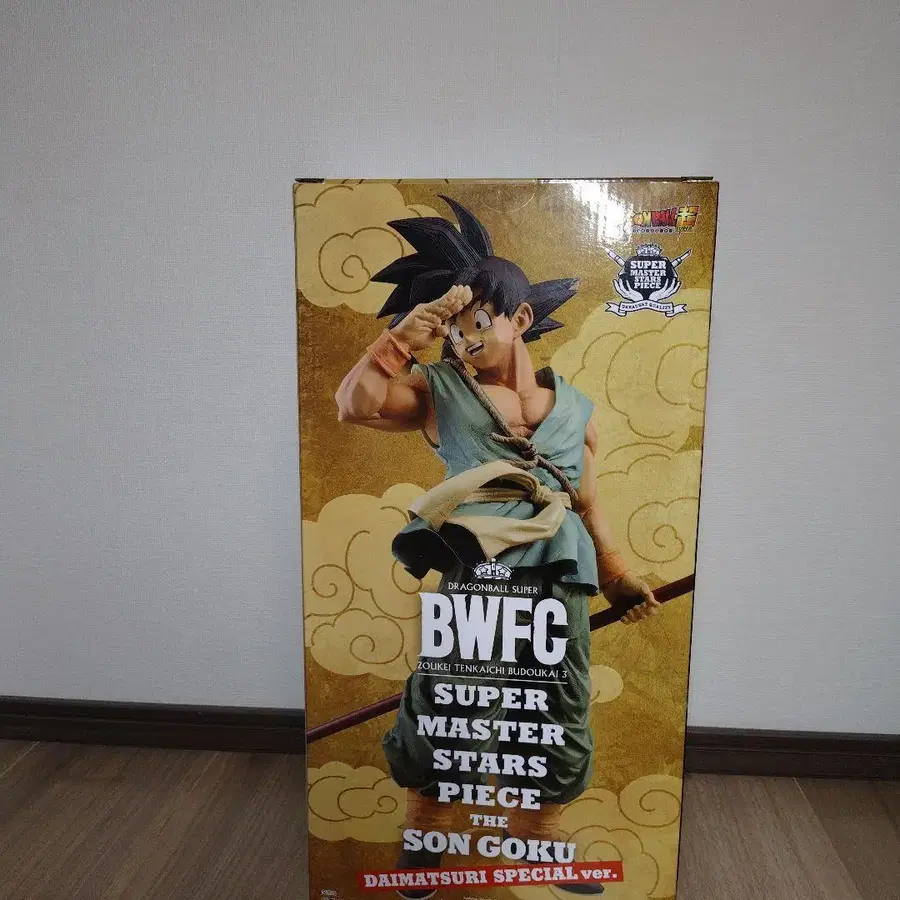 SUPER
MASTER
STARS
PIECE
DRAGONBALL SUPER
BWFC
ZOUKEI TENKAICHI BUDOUKAI 3
SUPER
MASTER
STARS
PIECE
THE
SON GOKU
DAIMATSURI SPECIAL ver.